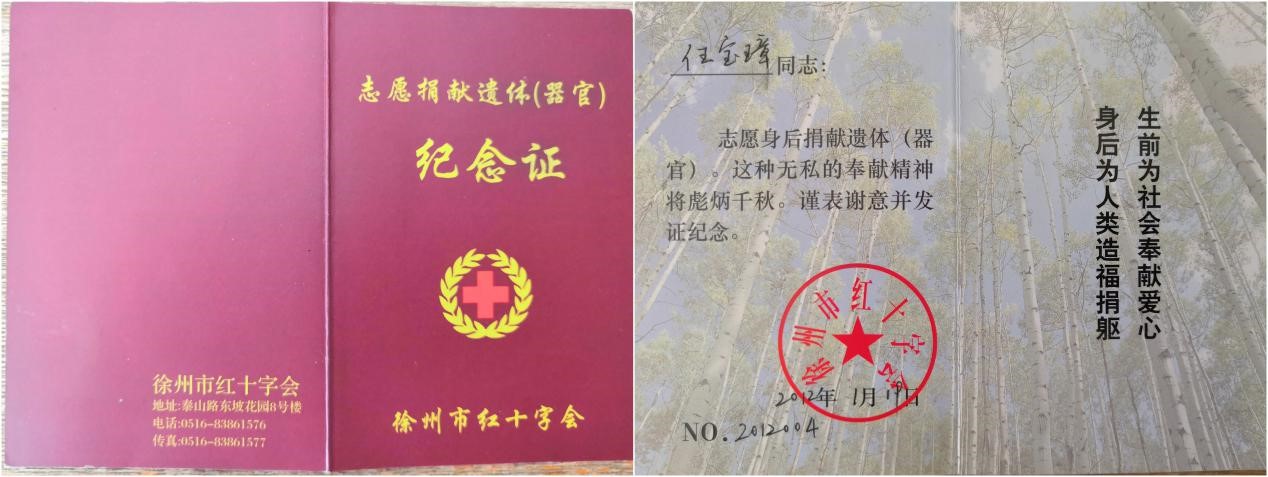 志愿捐献遗体(器官)
纪念证
徐州市红十字会
徐州市红十字会
地址:泰山路东坡花园8号楼
电话:0516-83861576
传真:0516-83861577
任宝璋同志:
志愿身后捐献遗体（器
官）。这种无私的奉献精神
将彪炳千秋。谨表谢意并发
证纪念。
徐州市红十字会
2012年 1月19日
NO.2012004
生前为社会奉献爱心
身后为人类造福捐躯